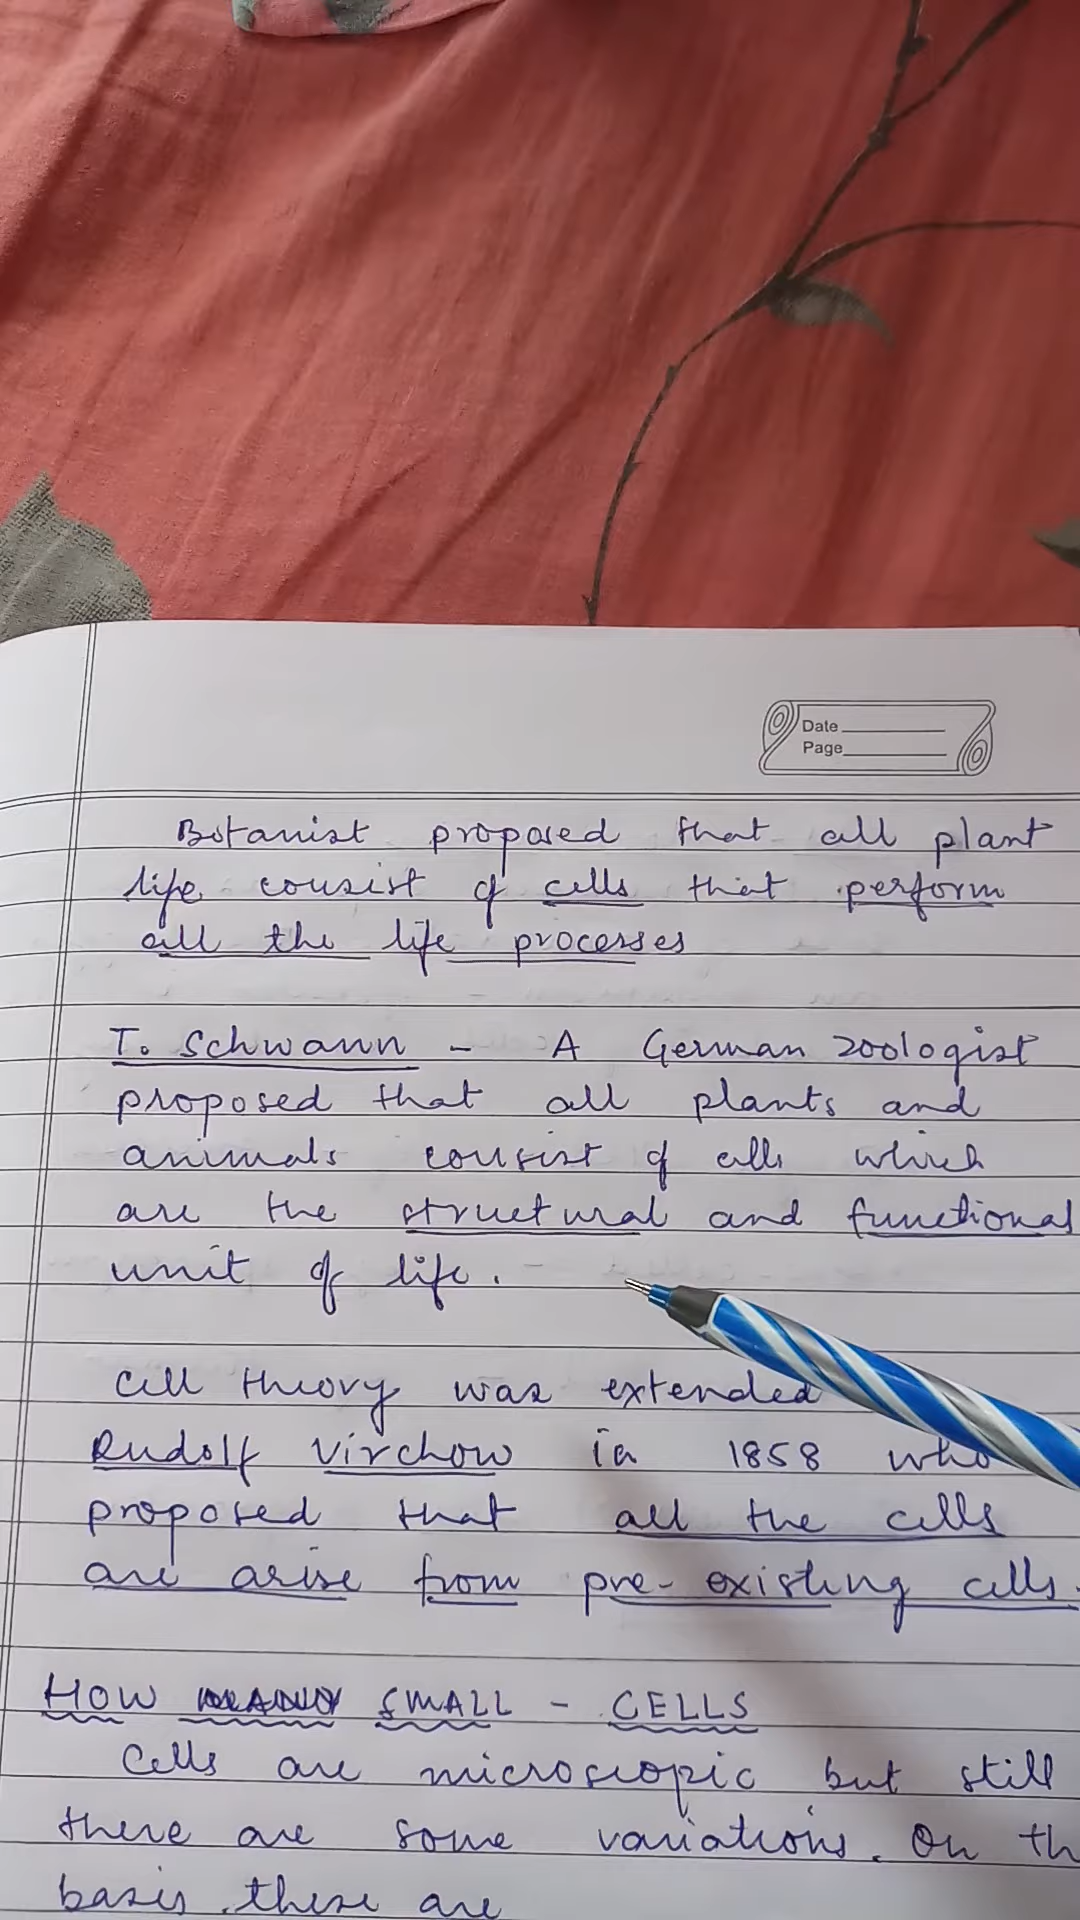 Date
Page
Botanist proposed that all plant
life consist of cells that perform
all the life processes
T. Schwann - A German zoologist
proposed that all plants and
animals consist of cells which
are the structural and functional
unit of life.
Cell theory was extended
Rudolf Virchow in 1858 who
proposed that all the cells
are arise from pre-existing cells.
HOW SMALL - CELLS
Cells are microscopic but still
there are some variations. On th
basis these are